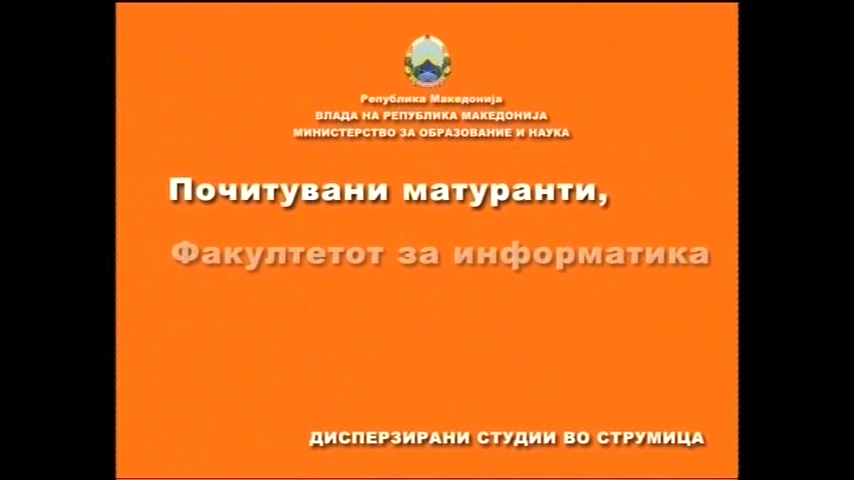 Република Македонија
ВЛАДА НА РЕПУБЛИКА МАКЕДОНИЈА
МИНИСТЕРСТВО ЗА ОБРАЗОВАНИЕ И НАУКА
Почитувани матуранти,
Факултетот за информатика
ДИСПЕРЗИРАНИ СТУДИИ ВО СТРУМИЦА